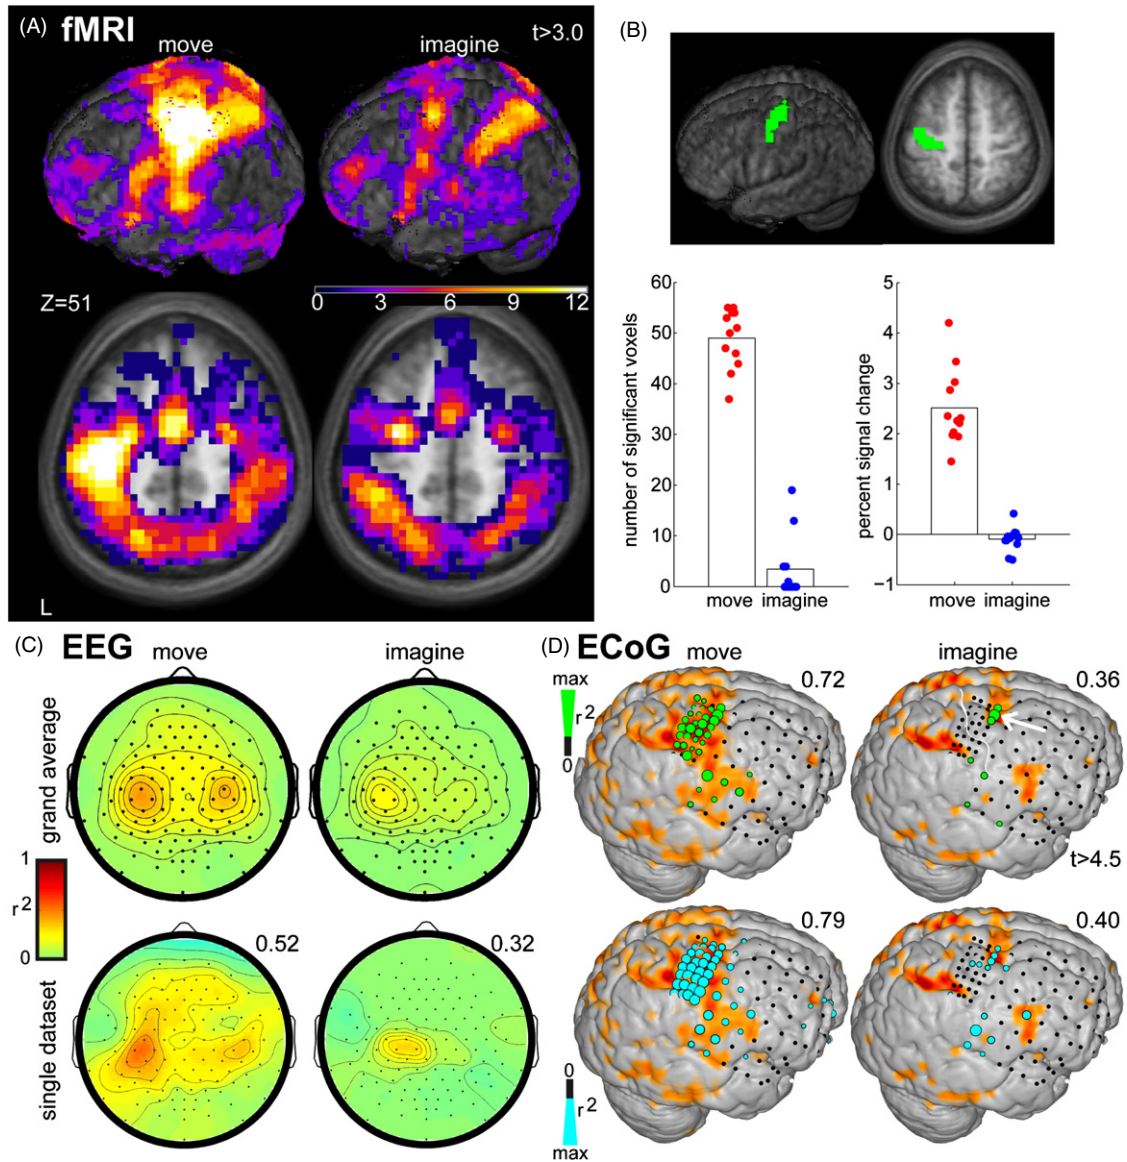 (A) fMRI
move
imagine
t>3.0
Z=51
0 3 6 9 12
L
(B)
60
50
40
30
20
10
0
number of significant voxels
move imagine
5
4
3
2
1
0
−1
percent signal change
move imagine
(C) EEG
move
imagine
grand average
1
r2
0
single dataset
0.52
0.32
(D) ECoG
move
imagine
max
r2
0
0.72
0.36
t>4.5
0.79
0.40
0
r2
max